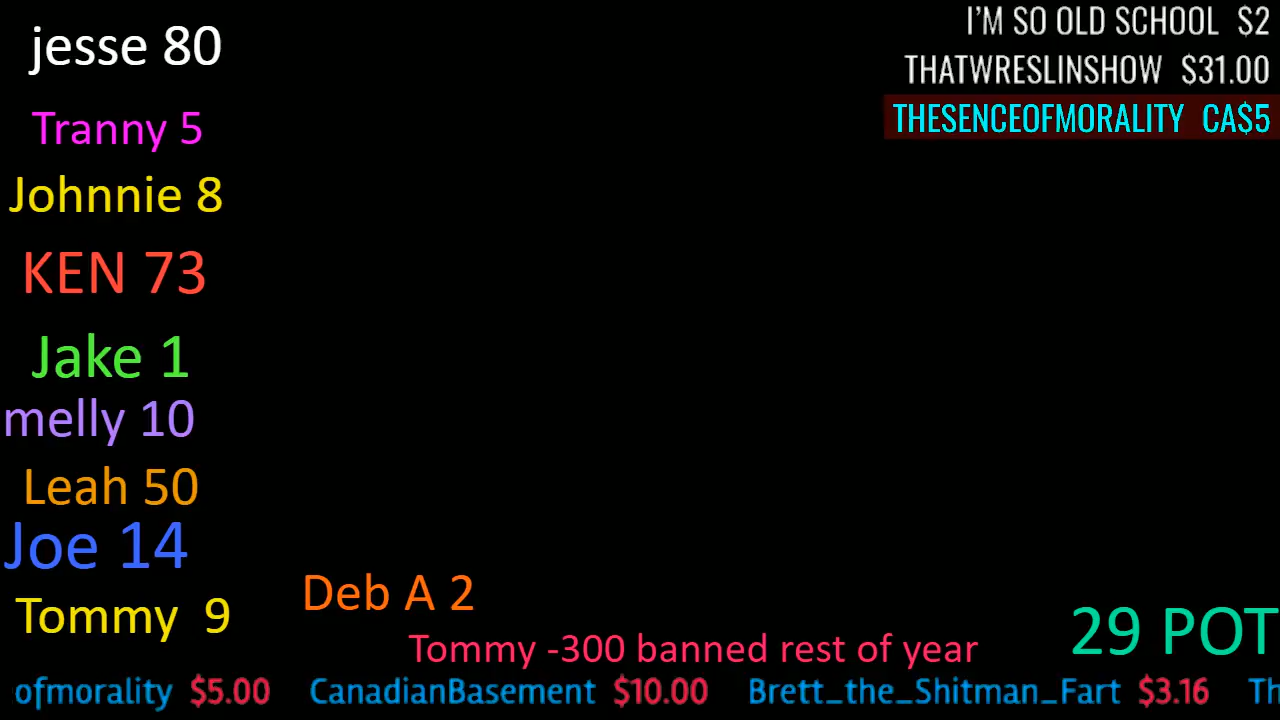 jesse 80
I'M SO OLD SCHOOL $2
THATWRESLINSHOW $31.00
THESENCEOFMORALITY CA$5
Tranny 5
Johnnie 8
KEN 73
Jake 1
melly 10
Leah 50
Joe 14
Tommy 9
Deb A 2
29 POT
Tommy -300 banned rest of year
ofmorality $5.00 CanadianBasement $10.00 Brett_the_Shitman_Fart $3.16 Th